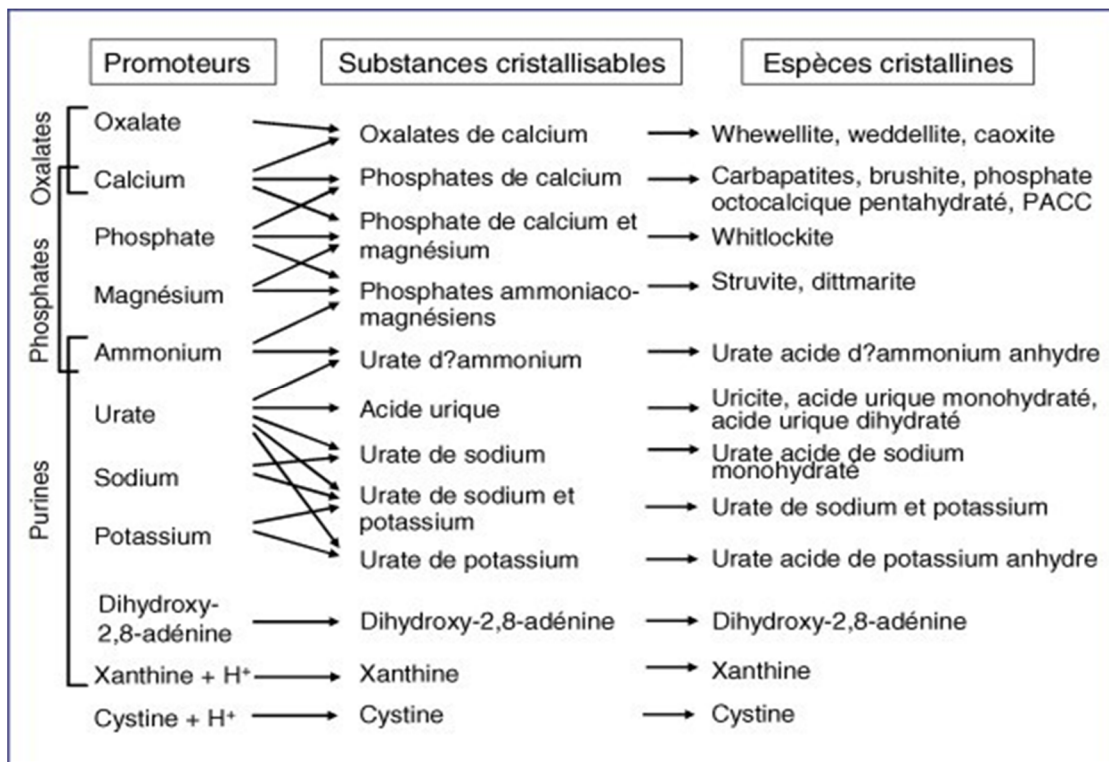 Promoteurs
Substances cristallisables
Espèces cristallines
Oxalates
Phosphates
Purines
Oxalate
Calcium
Phosphate
Magnésium
Ammonium
Urate
Sodium
Potassium
Dihydroxy-
2,8-adénine
Xanthine + H⁺
Cystine + H⁺
Oxalates de calcium
Phosphates de calcium
Phosphate de calcium et
magnésium
Phosphates ammoniaco-
magnésiens
Urate d?ammonium
Acide urique
Urate de sodium
Urate de sodium et
potassium
Urate de potassium
Dihydroxy-2,8-adénine
Xanthine
Cystine
Whewellite, weddellite, caoxite
Carbapatites, brushite, phosphate
octocalcique pentahydraté, PACC
Whitlockite
Struvite, dittmarite
Urate acide d?ammonium anhydre
Uricite, acide urique monohydraté,
acide urique dihydraté
Urate acide de sodium
monohydraté
Urate de sodium et potassium
Urate acide de potassium anhydre
Dihydroxy-2,8-adénine
Xanthine
Cystine